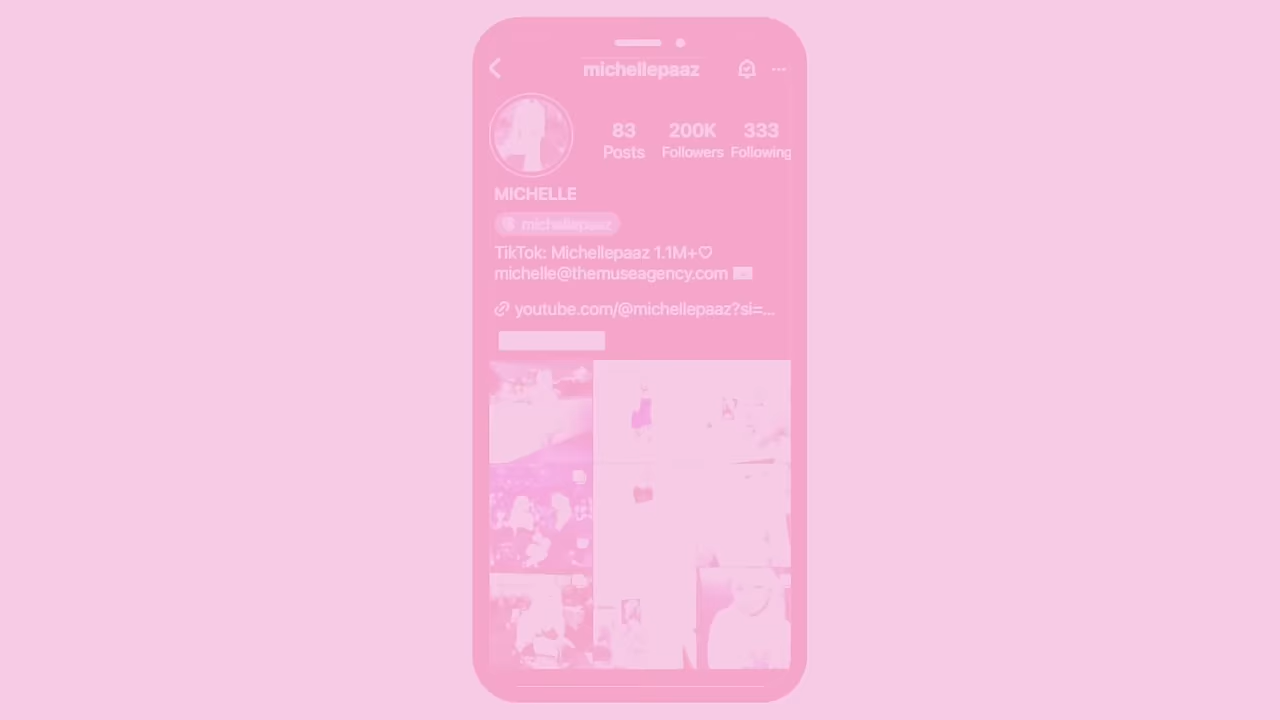 michellepaaz
83 200K 333
Posts Followers Following
MICHELLE
michellepaaz
TikTok: Michellepaaz 1.1M+♡
michelle@themuseagency.com
youtube.com/@michellepaaz?si=...